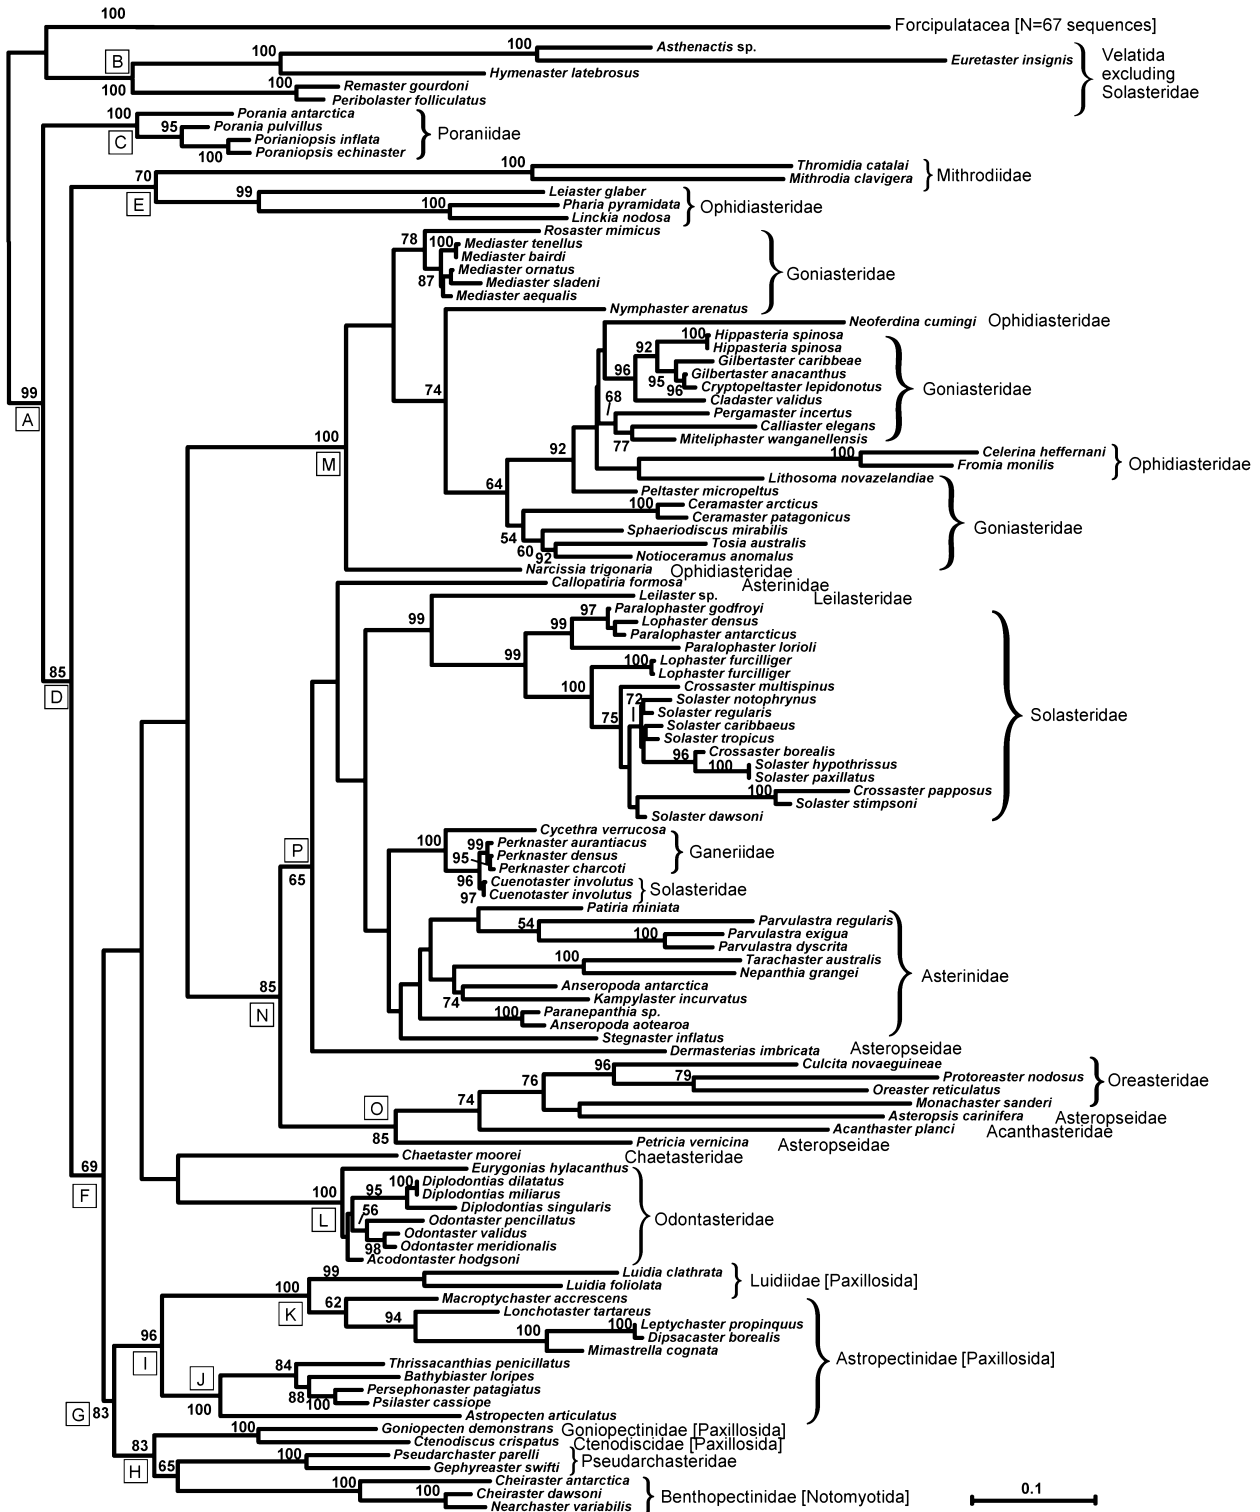 100
Forcipulatacea [N=67 sequences]
B
100
100
Asthenactis sp.
Euretaster insignis
Hymenaster latebrosus
100
100
Remaster gourdoni
Peribolaster folliculatus
Velatida
excluding
Solasteridae
100
C
Porania antarctica
95
Porania pulvillus
Porianiopsis inflata
100
Poraniopsis echinaster
Poraniidae
70
E
100
Thromidia catalai
Mithrodia clavigera
Mithrodiidae
99
Leiaster glaber
100
Pharia pyramidata
Linckia nodosa
Ophidiasteridae
78
Rosaster mimicus
100
Mediaster tenellus
Mediaster bairdi
Mediaster ornatus
87
Mediaster sladeni
Mediaster aequalis
Goniasteridae
Nymphaster arenatus
Neoferdina cumingi
Ophidiasteridae
100
Hippasteria spinosa
Hippasteria spinosa
92
Gilbertaster caribbeae
96
95
Gilbertaster anacanthus
96
Cryptopeltaster lepidonotus
Cladaster validus
Goniasteridae
99
A
74
68
Pergamaster incertus
Calliaster elegans
77
Miteliphaster wanganellensis
100
M
92
100
Celerina heffernani
Fromia monilis
Ophidiasteridae
Lithosoma novazelandiae
64
Peltaster micropeltus
100
Ceramaster arcticus
Ceramaster patagonicus
Sphaeriodiscus mirabilis
54
Tosia australis
60
92
Notioceramus anomalus
Goniasteridae
Narcissia trigonaria
Ophidiasteridae
Callopatiria formosa
Asterinidae
Leilaster sp.
Leilasteridae
99
97
Paralophaster godfroyi
Lophaster densus
99
Paralophaster antarcticus
Paralophaster lorioli
99
100
Lophaster furcilliger
Lophaster furcilliger
85
D
100
Crossaster multispinus
72
Solaster notophrynus
75
Solaster regularis
Solaster caribbaeus
Solaster tropicus
96
Crossaster borealis
100
Solaster hypothrissus
Solaster paxillatus
100
Crossaster papposus
Solaster stimpsoni
Solaster dawsoni
Solasteridae
P
65
100
Cycethra verrucosa
99
Perknaster aurantiacus
95
Perknaster densus
Perknaster charcoti
Ganeriidae
96
Cuenotaster involutus
97
Cuenotaster involutus
Solasteridae
Patiria miniata
54
Parvulastra regularis
100
Parvulastra exigua
Parvulastra dyscrita
100
Tarachaster australis
Nepanthia grangei
Anseropoda antarctica
74
Kampylaster incurvatus
100
Paranepanthia sp.
Anseropoda aotearoa
Stegnaster inflatus
Asterinidae
85
N
Dermasterias imbricata
Asteropseidae
96
Culcita novaeguineae
76
79
Protoreaster nodosus
Oreaster reticulatus
Oreasteridae
74
Monachaster sanderi
O
Asteropsis carinifera
Asteropseidae
Acanthaster planci
Acanthasteridae
85
Petricia vernicina
Asteropseidae
69
F
Chaetaster moorei
Chaetasteridae
Eurygonias hylacanthus
100
L
100
Diplodontias dilatatus
95
Diplodontias miliarus
Diplodontias singularis
56
Odontaster pencillatus
Odontaster validus
98
Odontaster meridionalis
Acodontaster hodgsoni
Odontasteridae
100
K
99
Luidia clathrata
Luidia foliolata
Luidiidae [Paxillosida]
62
Macroptychaster accrescens
94
Lonchotaster tartareus
100
100
Leptychaster propinquus
Dipsacaster borealis
Mimastrella cognata
96
I
J
84
Thrissacanthias penicillatus
Bathybiaster loripes
88
Persephonaster patagiatus
100
Psilaster cassiope
100
Astropecten articulatus
Astropectinidae [Paxillosida]
G
83
100
Goniopecten demonstrans
Goniopectinidae [Paxillosida]
83
H
Ctenodiscus crispatus
Ctenodiscidae [Paxillosida]
65
100
Pseudarchaster parelli
Gephyreaster swifti
Pseudarchasteridae
100
Cheiraster antarctica
100
Cheiraster dawsoni
Nearchaster variabilis
Benthopectinidae [Notomyotida]
0.1